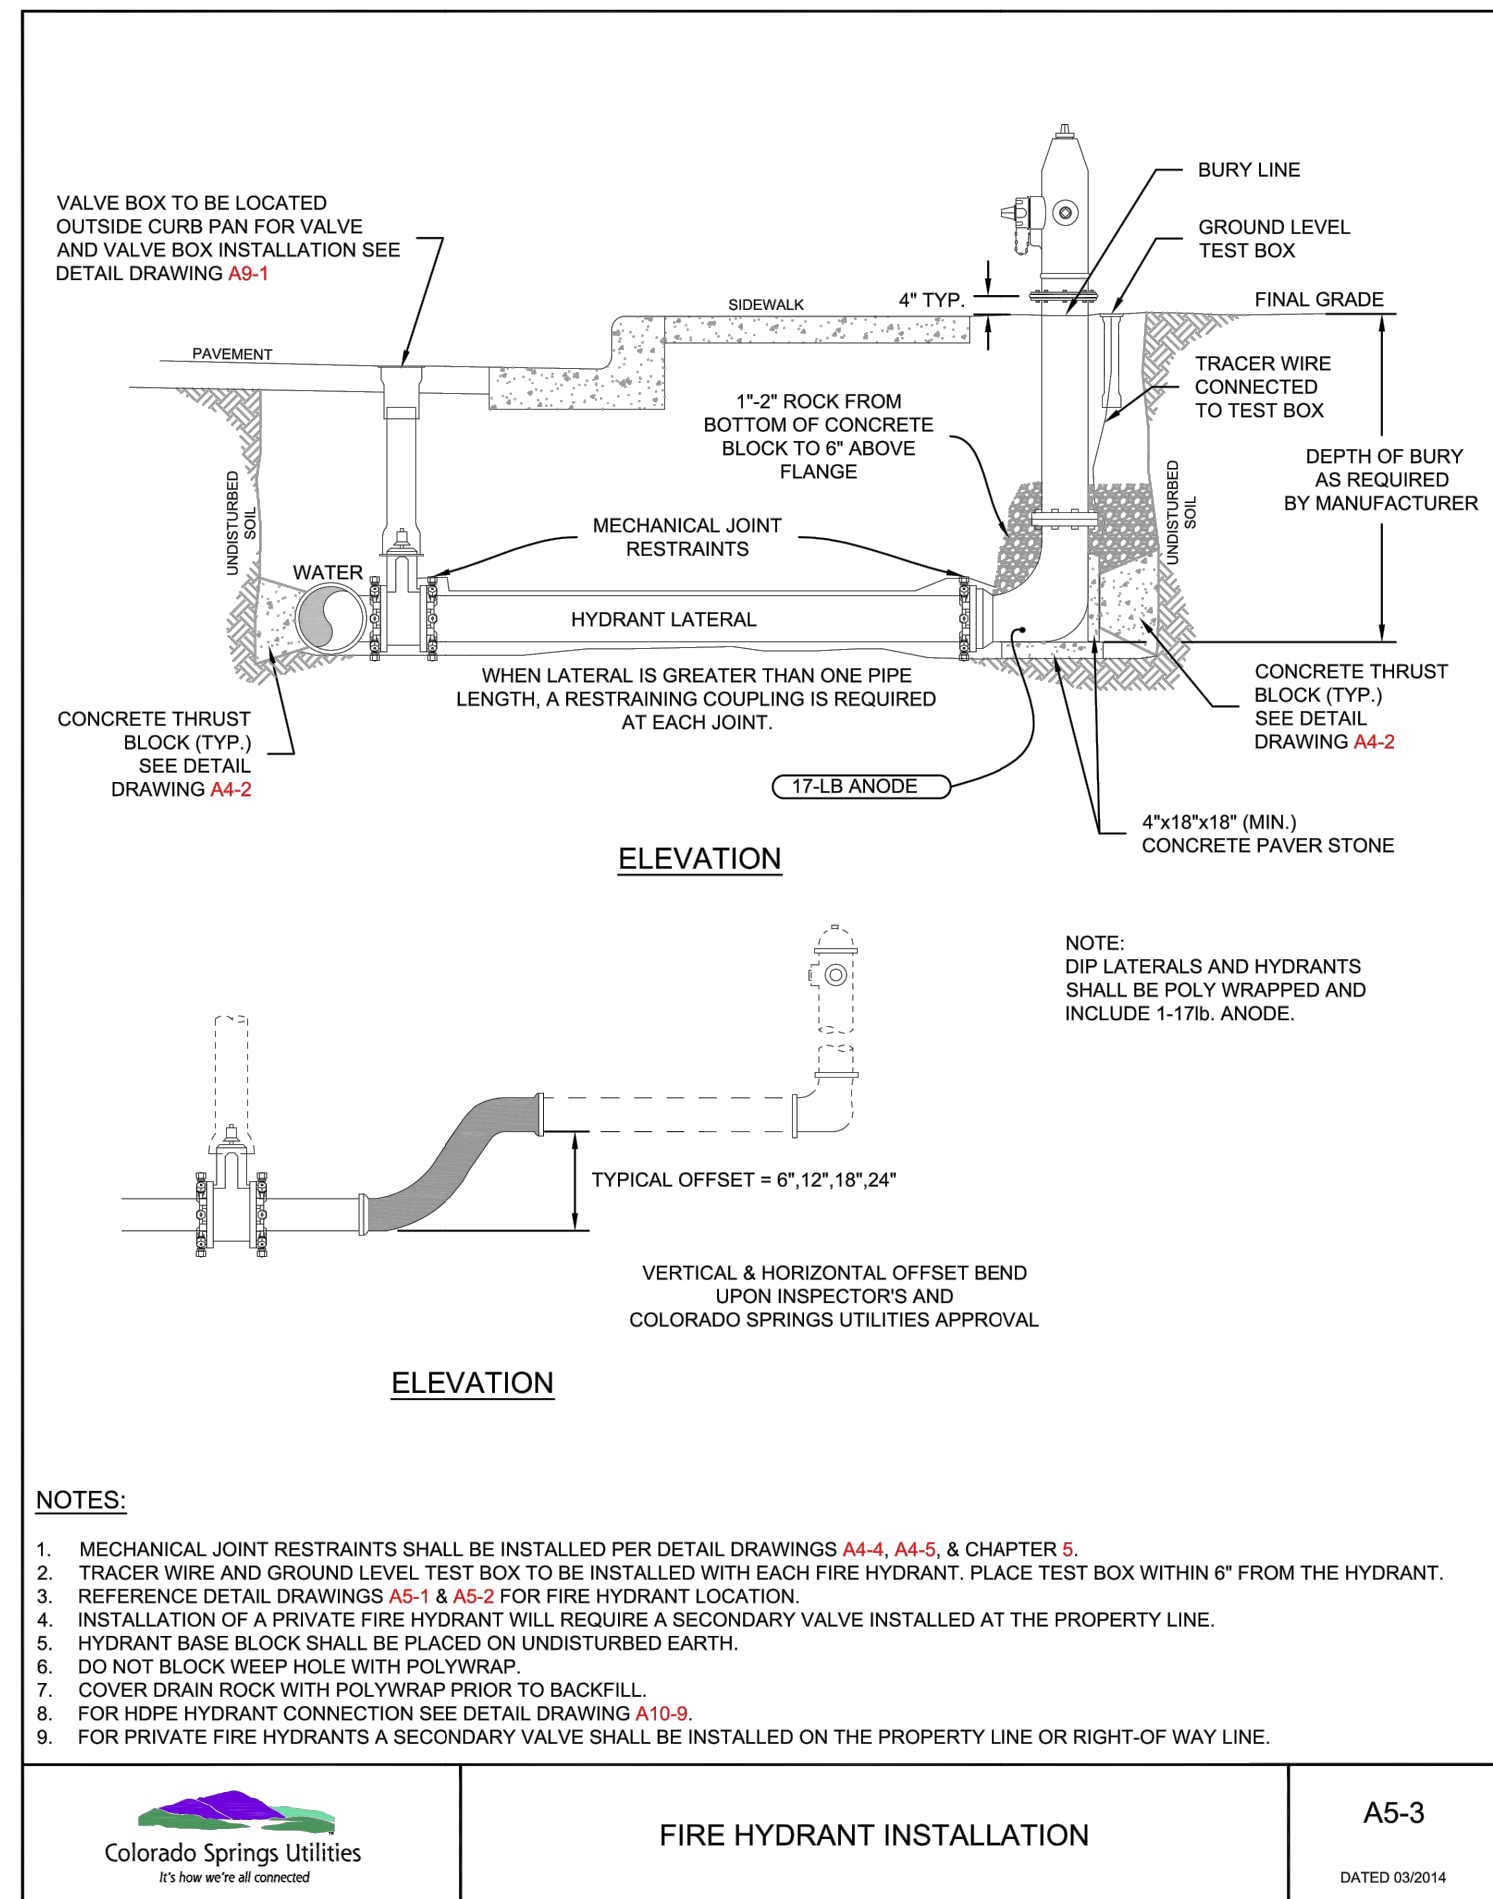 BURY LINE
VALVE BOX TO BE LOCATED
OUTSIDE CURB PAN FOR VALVE
AND VALVE BOX INSTALLATION SEE
DETAIL DRAWING A9-1
GROUND LEVEL
TEST BOX
4" TYP.
FINAL GRADE
SIDEWALK
PAVEMENT
TRACER WIRE
CONNECTED
TO TEST BOX
1"-2" ROCK FROM
BOTTOM OF CONCRETE
BLOCK TO 6" ABOVE
FLANGE
DEPTH OF BURY
AS REQUIRED
BY MANUFACTURER
UNDISTURBED
SOIL
UNDISTURBED
SOIL
MECHANICAL JOINT
RESTRAINTS
WATER
HYDRANT LATERAL
WHEN LATERAL IS GREATER THAN ONE PIPE
LENGTH, A RESTRAINING COUPLING IS REQUIRED
AT EACH JOINT.
CONCRETE THRUST
BLOCK (TYP.)
SEE DETAIL
DRAWING A4-2
CONCRETE THRUST
BLOCK (TYP.)
SEE DETAIL
DRAWING A4-2
17-LB ANODE
4"x18"x18" (MIN.)
CONCRETE PAVER STONE
ELEVATION
NOTE:
DIP LATERALS AND HYDRANTS
SHALL BE POLY WRAPPED AND
INCLUDE 1-17lb. ANODE.
TYPICAL OFFSET = 6",12",18",24"
VERTICAL & HORIZONTAL OFFSET BEND
UPON INSPECTOR'S AND
COLORADO SPRINGS UTILITIES APPROVAL
ELEVATION
NOTES:
1. MECHANICAL JOINT RESTRAINTS SHALL BE INSTALLED PER DETAIL DRAWINGS A4-4, A4-5, & CHAPTER 5.
2. TRACER WIRE AND GROUND LEVEL TEST BOX TO BE INSTALLED WITH EACH FIRE HYDRANT. PLACE TEST BOX WITHIN 6" FROM THE HYDRANT.
3. REFERENCE DETAIL DRAWINGS A5-1 & A5-2 FOR FIRE HYDRANT LOCATION.
4. INSTALLATION OF A PRIVATE FIRE HYDRANT WILL REQUIRE A SECONDARY VALVE INSTALLED AT THE PROPERTY LINE.
5. HYDRANT BASE BLOCK SHALL BE PLACED ON UNDISTURBED EARTH.
6. DO NOT BLOCK WEEP HOLE WITH POLYWRAP.
7. COVER DRAIN ROCK WITH POLYWRAP PRIOR TO BACKFILL.
8. FOR HDPE HYDRANT CONNECTION SEE DETAIL DRAWING A10-9.
9. FOR PRIVATE FIRE HYDRANTS A SECONDARY VALVE SHALL BE INSTALLED ON THE PROPERTY LINE OR RIGHT-OF WAY LINE.
Colorado Springs Utilities
It's how we're all connected
FIRE HYDRANT INSTALLATION
A5-3
DATED 03/2014